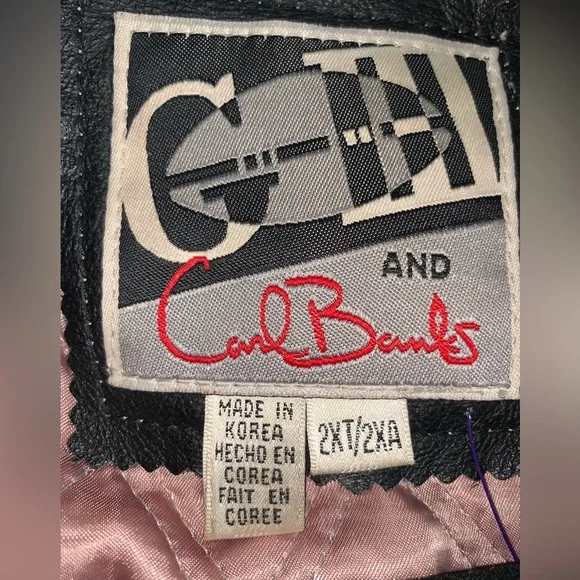 G-III
AND
Carl Banks
MADE IN
KOREA
HECHO EN
COREA
FAIT EN
COREE
2XT/2XA